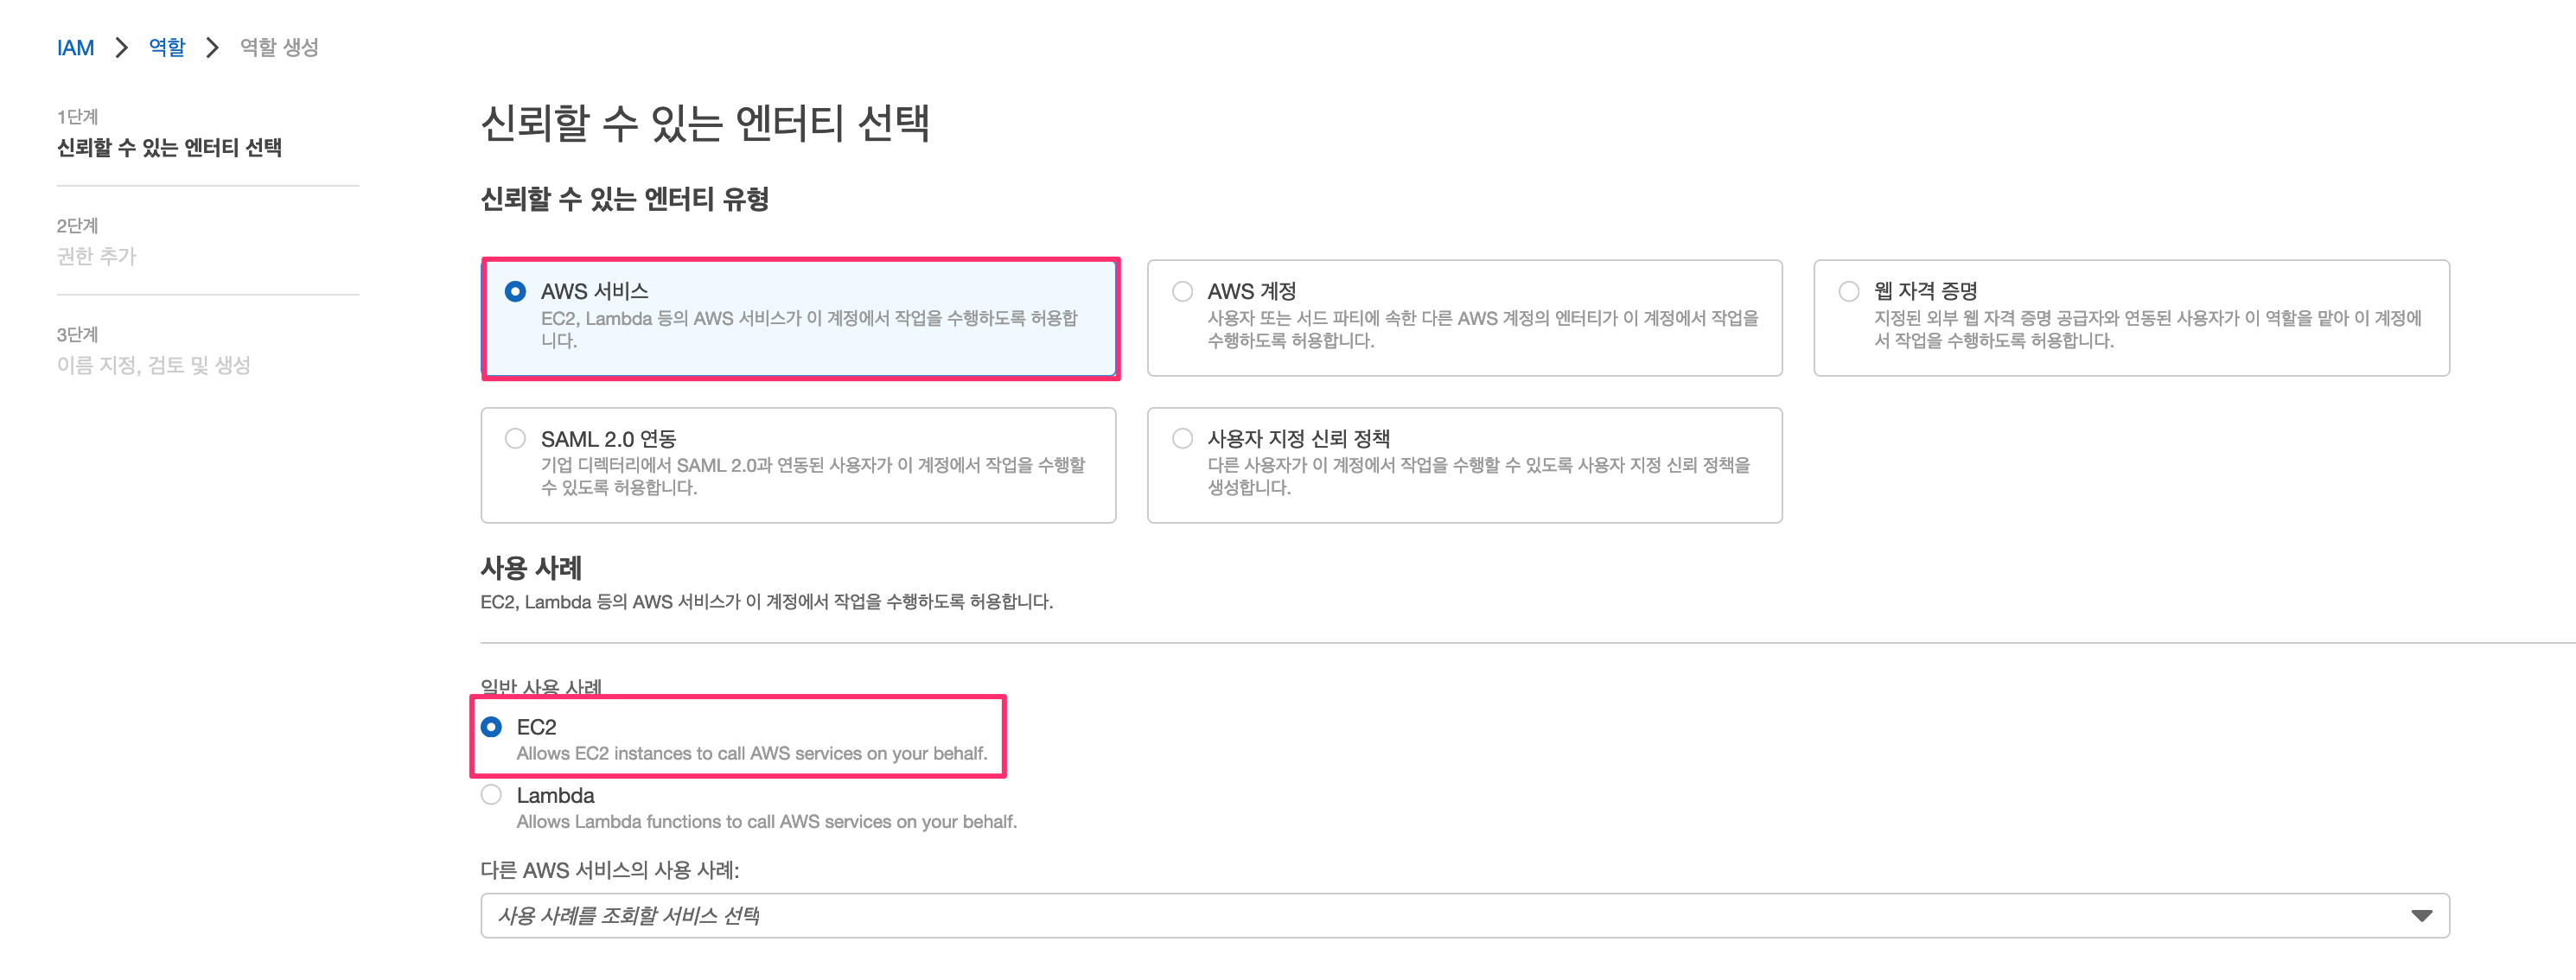 IAM > 역할 > 역할 생성
1단계
신뢰할 수 있는 엔터티 선택
2단계
권한 추가
3단계
이름 지정, 검토 및 생성
신뢰할 수 있는 엔터티 선택
신뢰할 수 있는 엔터티 유형
AWS 서비스
EC2, Lambda 등의 AWS 서비스가 이 계정에서 작업을 수행하도록 허용합
니다.
AWS 계정
사용자 또는 서드 파티에 속한 다른 AWS 계정의 엔터티가 이 계정에서 작업을
수행하도록 허용합니다.
웹 자격 증명
지정된 외부 웹 자격 증명 공급자와 연동된 사용자가 이 역할을 맡아 이 계정에
서 작업을 수행하도록 허용합니다.
SAML 2.0 연동
기업 디렉터리에서 SAML 2.0과 연동된 사용자가 이 계정에서 작업을 수행할
수 있도록 허용합니다.
사용자 지정 신뢰 정책
다른 사용자가 이 계정에서 작업을 수행할 수 있도록 사용자 지정 신뢰 정책을
생성합니다.
사용 사례
EC2, Lambda 등의 AWS 서비스가 이 계정에서 작업을 수행하도록 허용합니다.
일반 사용 사례
EC2
Allows EC2 instances to call AWS services on your behalf.
Lambda
Allows Lambda functions to call AWS services on your behalf.
다른 AWS 서비스의 사용 사례:
사용 사례를 조회할 서비스 선택